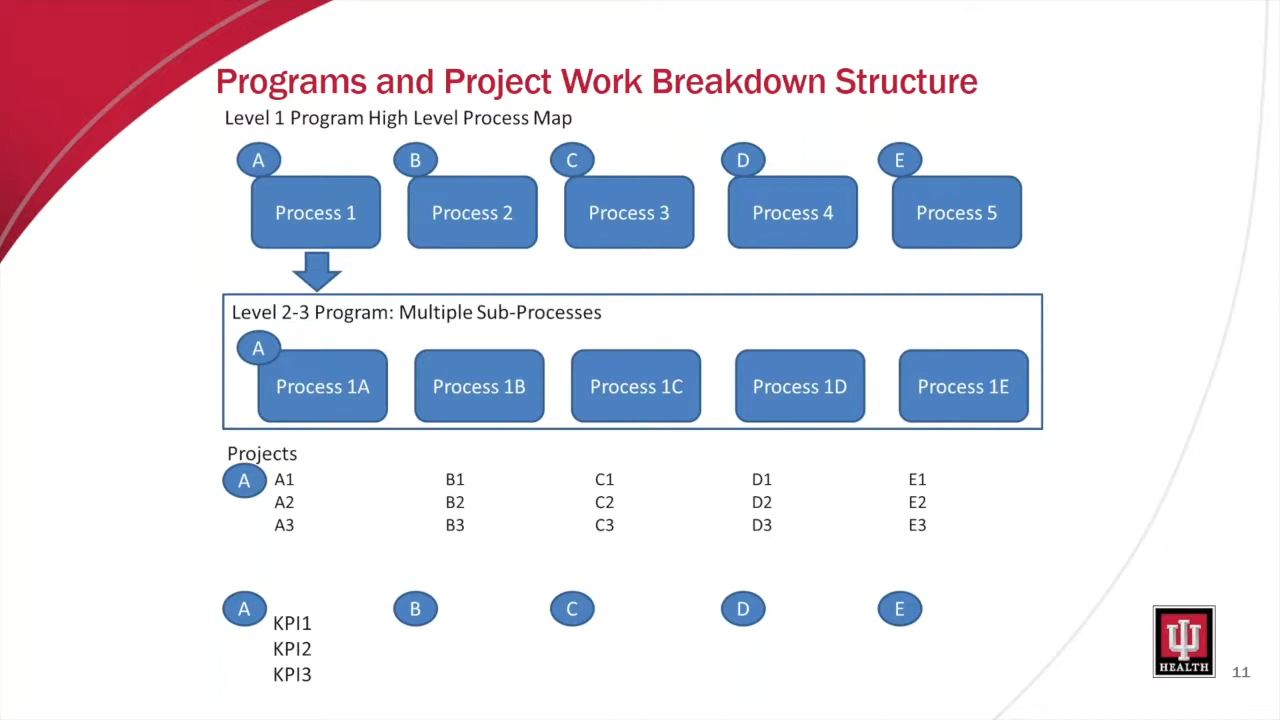 Programs and Project Work Breakdown Structure
Level 1 Program High Level Process Map
A B C D E
Process 1 Process 2 Process 3 Process 4 Process 5
Level 2-3 Program: Multiple Sub-Processes
A
Process 1A Process 1B Process 1C Process 1D Process 1E
Projects
A A1 B1 C1 D1 E1
A2 B2 C2 D2 E2
A3 B3 C3 D3 E3
A B C D E
KPI1
KPI2
KPI3
HEALTH
11